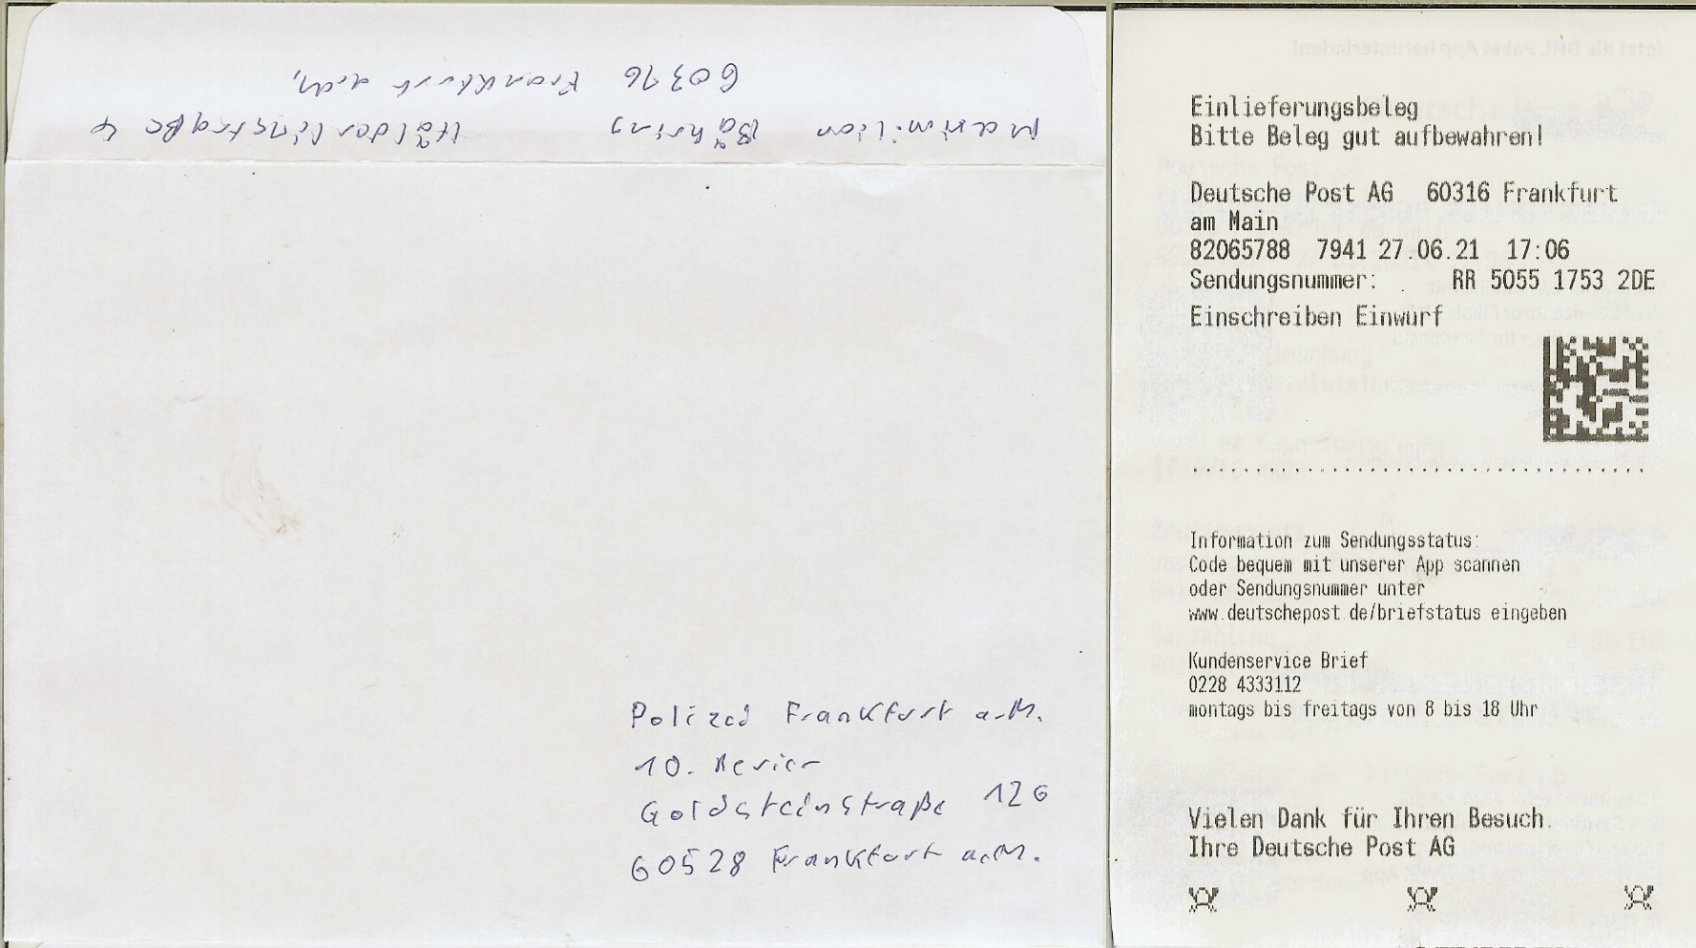 Maximilian Bähring Hölderlinstraße 4
60316 Frankfurt a.M.
Polizei Frankfurt a.M.
10. Revier
Goldsteinstraße 126
60528 Frankfurt a.M.
Einlieferungsbeleg
Bitte Beleg gut aufbewahren!
Deutsche Post AG 60316 Frankfurt
am Main
82065788 7941 27.06.21 17:06
Sendungsnummer: RR 5055 1753 2DE
Einschreiben Einwurf
Information zum Sendungsstatus:
Code bequem mit unserer App scannen
oder Sendungsnummer unter
www.deutschepost.de/briefstatus eingeben
Kundenservice Brief
0228 4333112
montags bis freitags von 8 bis 18 Uhr
Vielen Dank für Ihren Besuch.
Ihre Deutsche Post AG